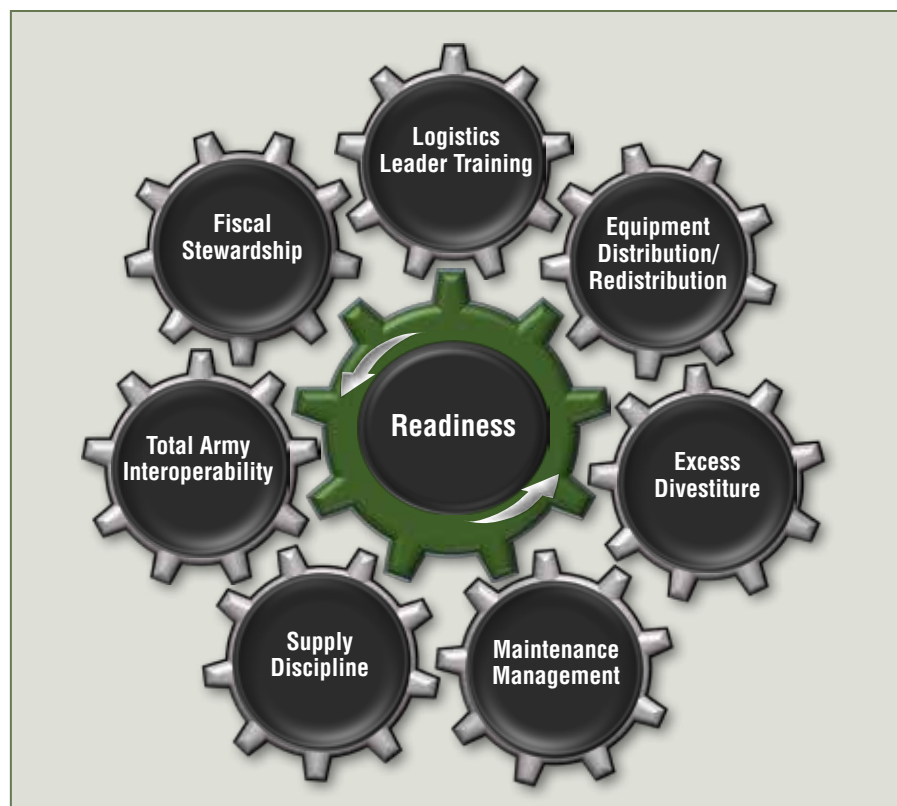 Logistics
Leader Training
Fiscal
Stewardship
Equipment
Distribution/
Redistribution
Readiness
Total Army
Interoperability
Excess
Divestiture
Supply
Discipline
Maintenance
Management